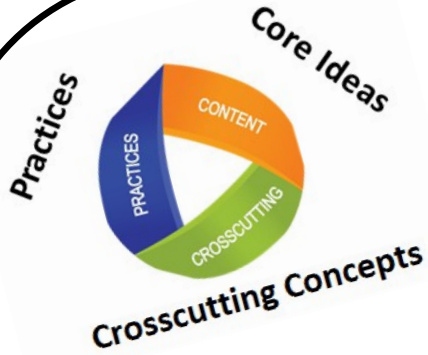 Core Ideas
Practices
CONTENT
PRACTICES
CROSSCUTTING
Crosscutting Concepts